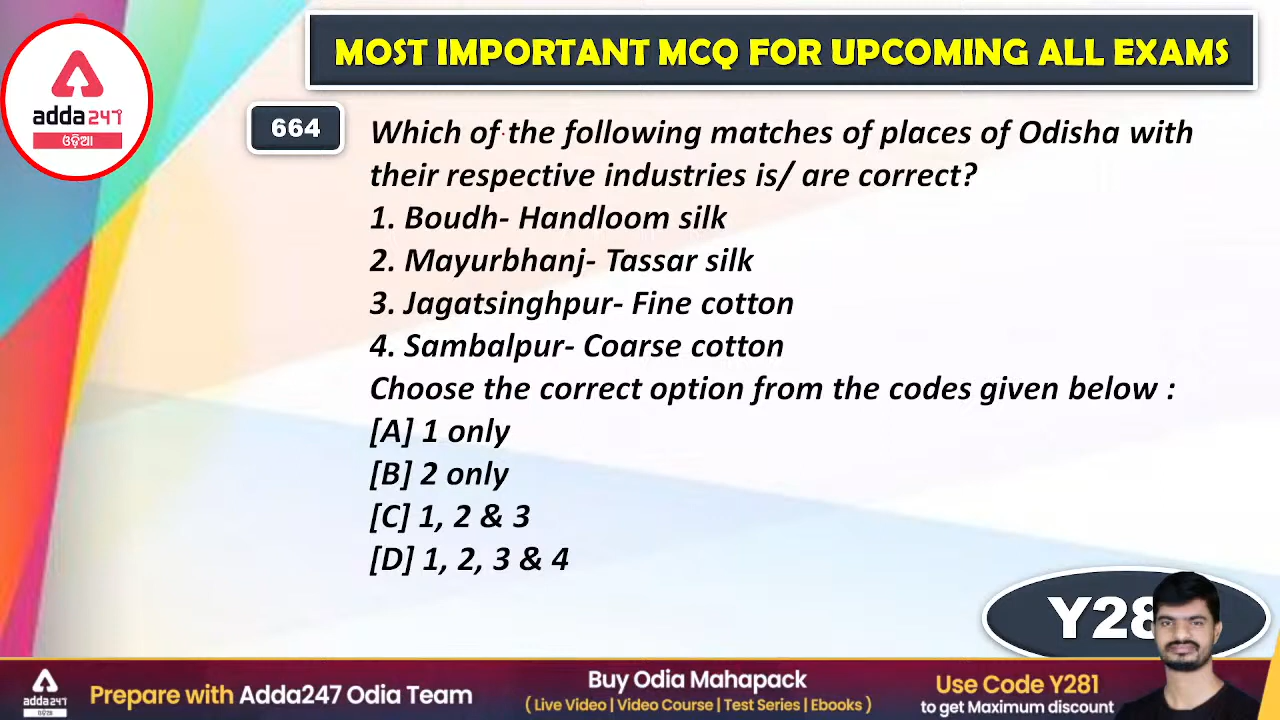 MOST IMPORTANT MCQ FOR UPCOMING ALL EXAMS
adda247
ଓଡ଼ିଆ
664
Which of the following matches of places of Odisha with
their respective industries is/ are correct?
1. Boudh- Handloom silk
2. Mayurbhanj- Tassar silk
3. Jagatsinghpur- Fine cotton
4. Sambalpur- Coarse cotton
Choose the correct option from the codes given below :
[A] 1 only
[B] 2 only
[C] 1, 2 & 3
[D] 1, 2, 3 & 4
Y28
adda247
ଓଡ଼ିଆ
Prepare with Adda247 Odia Team
Buy Odia Mahapack
( Live Video | Video Course | Test Series | Ebooks )
Use Code Y281
to get Maximum discount